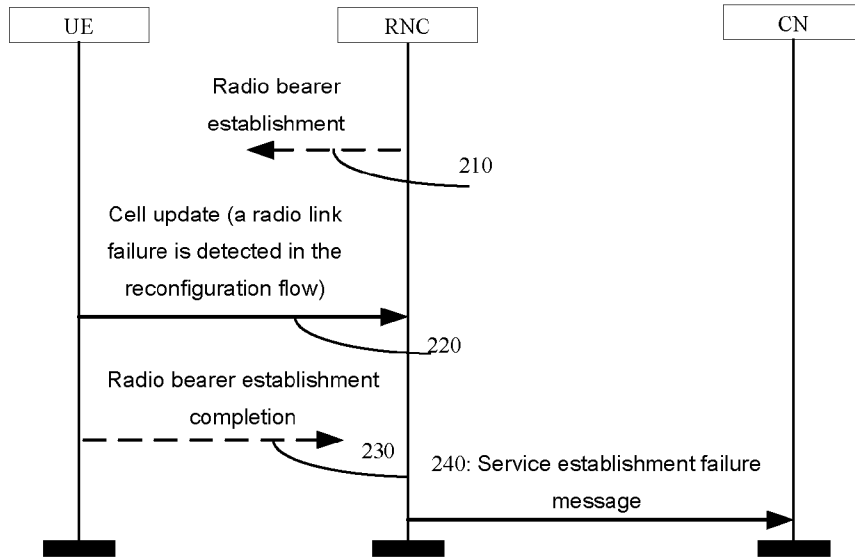 UE
RNC
CN
Radio bearer
establishment
210
Cell update (a radio link
failure is detected in the
reconfiguration flow)
220
Radio bearer establishment
completion
230
240: Service establishment failure
message